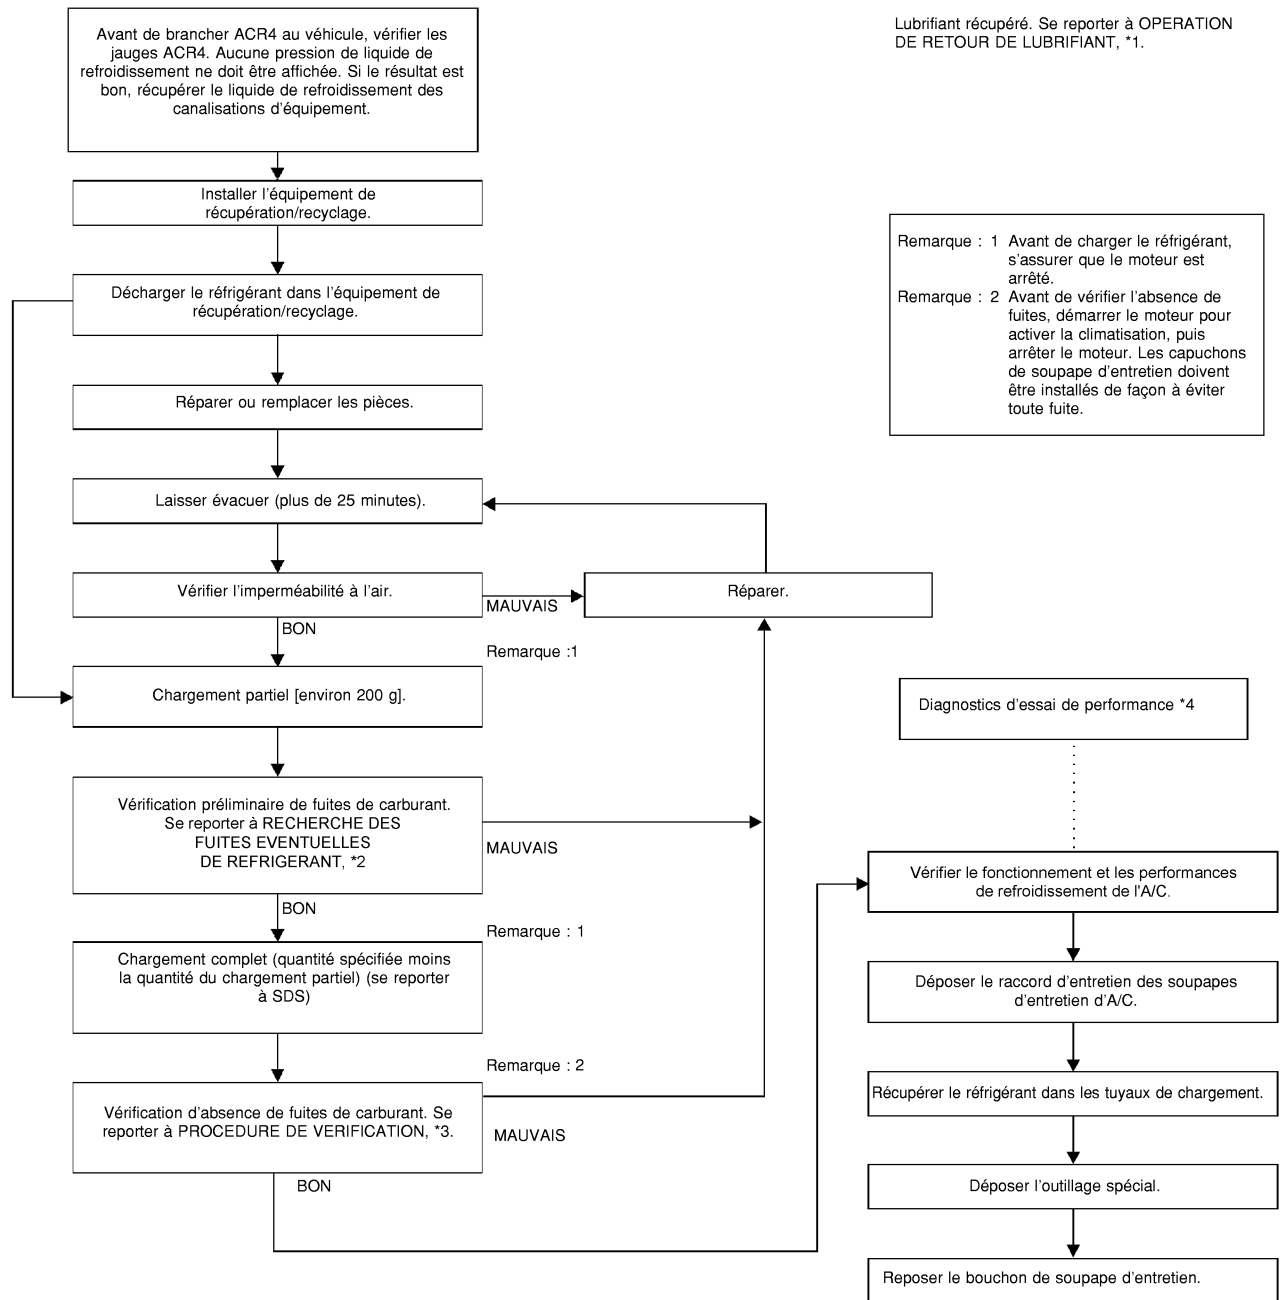 Avant de brancher ACR4 au véhicule, vérifier les
jauges ACR4. Aucune pression de liquide de
refroidissement ne doit être affichée. Si le résultat est
bon, récupérer le liquide de refroidissement des
canalisations d'équipement.
Lubrifiant récupéré. Se reporter à OPERATION
DE RETOUR DE LUBRIFIANT, *1.
Installer l'équipement de
récupération/recyclage.
Décharger le réfrigérant dans l'équipement de
récupération/recyclage.
Remarque : 1 Avant de charger le réfrigérant,
s'assurer que le moteur est
arrêté.
Remarque : 2 Avant de vérifier l'absence de
fuites, démarrer le moteur pour
activer la climatisation, puis
arrêter le moteur. Les capuchons
de soupape d'entretien doivent
être installés de façon à éviter
toute fuite.
Réparer ou remplacer les pièces.
Laisser évacuer (plus de 25 minutes).
Vérifier l'imperméabilité à l'air.
MAUVAIS
Réparer.
BON
Remarque :1
Chargement partiel [environ 200 g].
Vérification préliminaire de fuites de carburant.
Se reporter à RECHERCHE DES
FUITES EVENTUELLES
DE REFRIGERANT, *2
MAUVAIS
BON
Remarque : 1
Chargement complet (quantité spécifiée moins
la quantité du chargement partiel) (se reporter
à SDS)
Remarque : 2
Vérification d'absence de fuites de carburant. Se
reporter à PROCEDURE DE VERIFICATION, *3.
MAUVAIS
BON
Diagnostics d'essai de performance *4
Vérifier le fonctionnement et les performances
de refroidissement de l'A/C.
Déposer le raccord d'entretien des soupapes
d'entretien d'A/C.
Récupérer le réfrigérant dans les tuyaux de chargement.
Déposer l'outillage spécial.
Reposer le bouchon de soupape d'entretien.